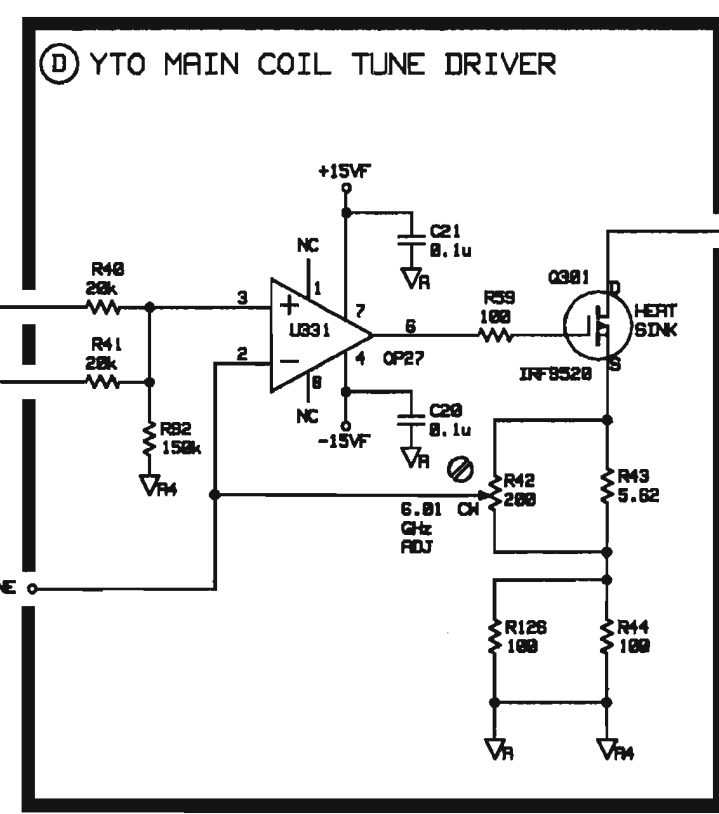 D YTO MAIN COIL TUNE DRIVER
+15VF
C21
0.1u
R
NC
1
R40
20k
3
+
7
U331
6
R59
100
Q301
D
HEAT
SINK
R41
20k
2
−
4
OP27
8
NC
IRF9520
S
C20
0.1u
R
-15VF
R92
150k
R4
R42
200
6.01 CW
GHz
ADJ
R43
5.62
NE
R126
100
R44
100
R
R4